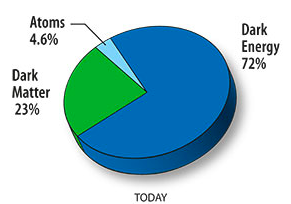 Atoms
4.6%
Dark
Energy
72%
Dark
Matter
23%
TODAY